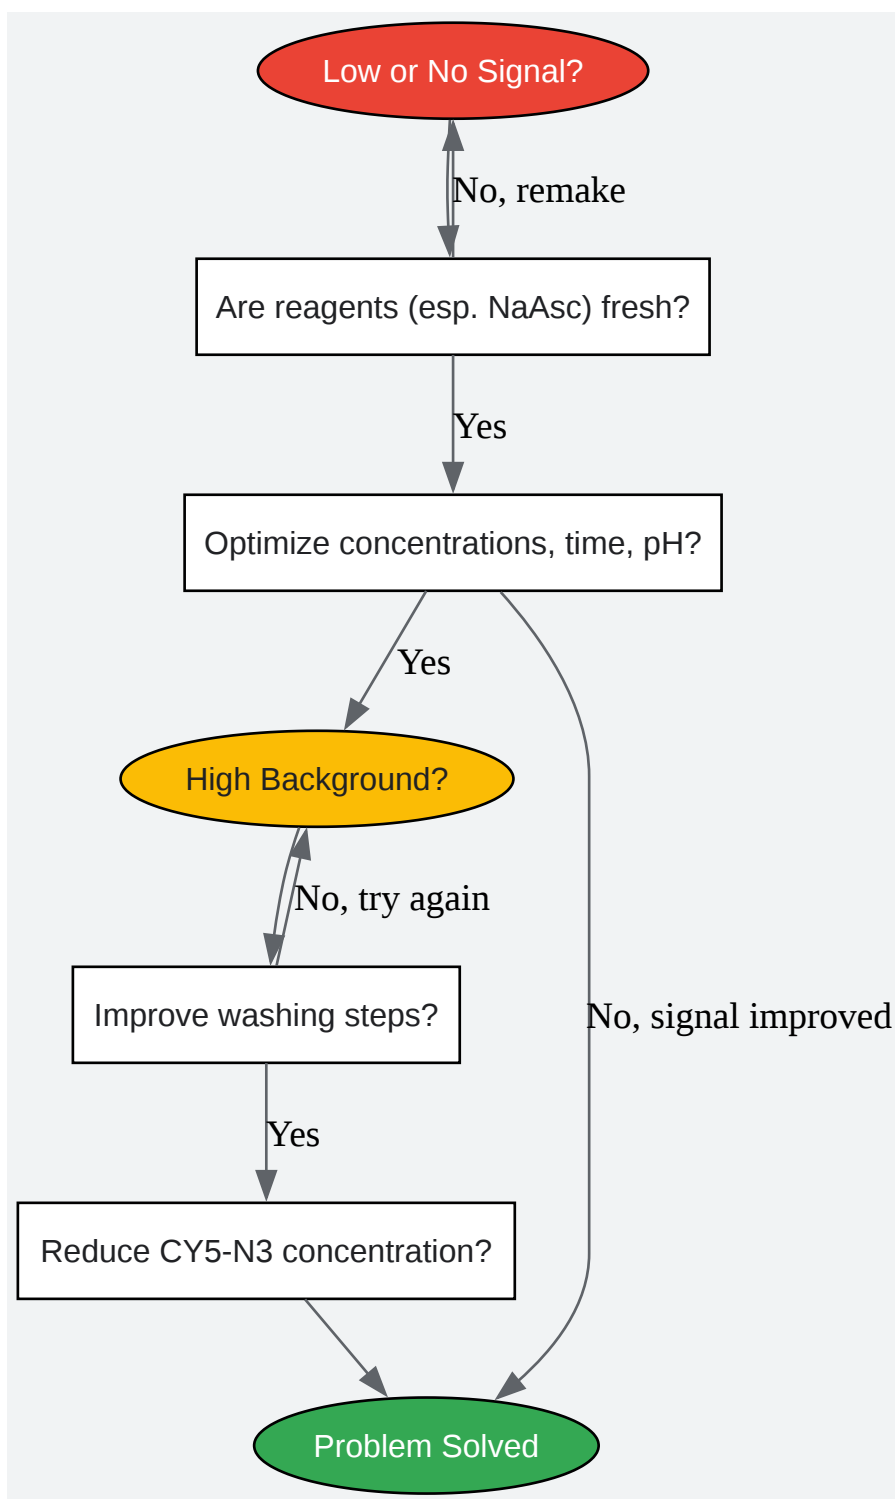 Low or No Signal?
No, remake
Are reagents (esp. NaAsc) fresh?
Yes
Optimize concentrations, time, pH?
Yes
High Background?
No, try again
Improve washing steps?
No, signal improved
Yes
Reduce CY5-N3 concentration?
Problem Solved